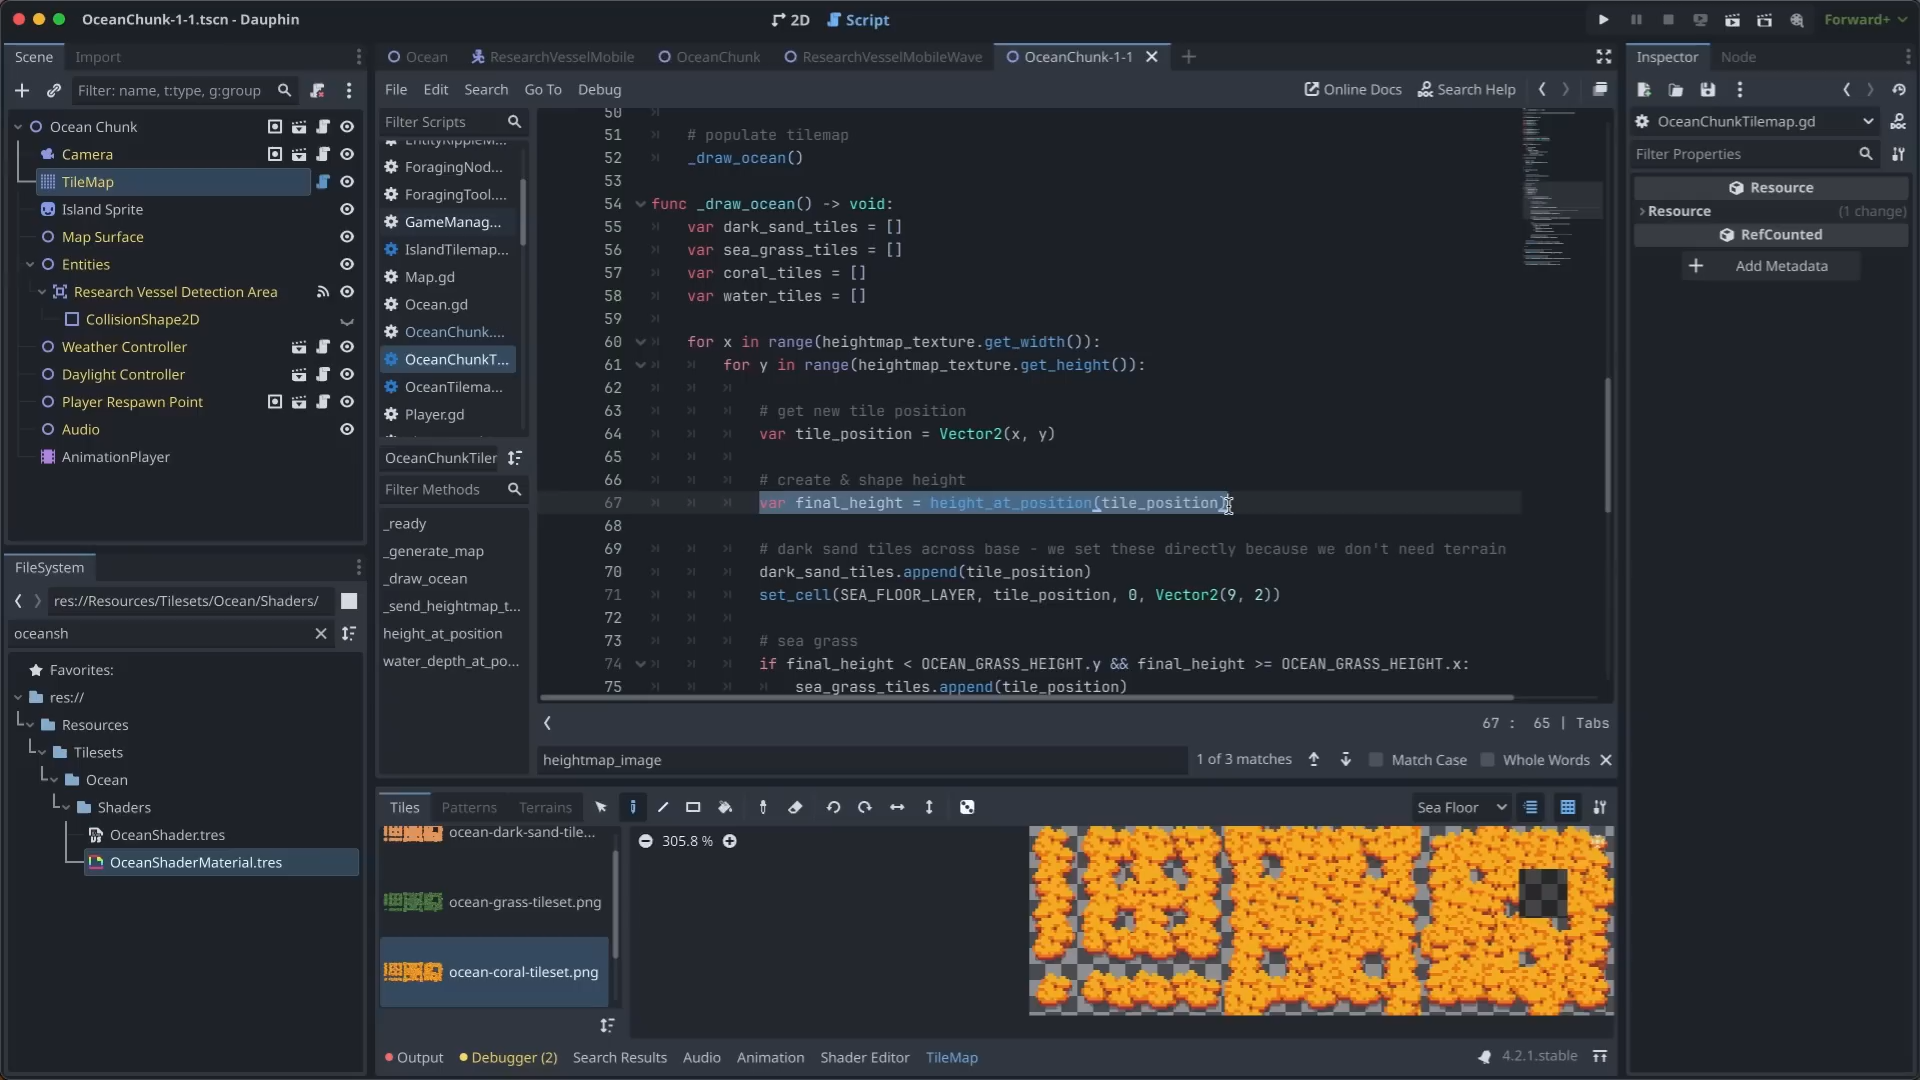 OceanChunk-1-1.tscn - Dauphin
2D
Script
Forward+
Scene
Import
Filter: name, t:type, g:group
Ocean Chunk
Camera
TileMap
Island Sprite
Map Surface
Entities
Research Vessel Detection Area
CollisionShape2D
Weather Controller
Daylight Controller
Player Respawn Point
Audio
AnimationPlayer
FileSystem
res://Resources/Tilesets/Ocean/Shaders/
oceansh
Favorites:
res://
Resources
Tilesets
Ocean
Shaders
OceanShader.tres
OceanShaderMaterial.tres
Ocean
ResearchVesselMobile
OceanChunk
ResearchVesselMobileWave
OceanChunk-1-1
File
Edit
Search
Go To
Debug
Online Docs
Search Help
Filter Scripts
ForagingNod...
ForagingTool....
GameManag...
IslandTilemap...
Map.gd
Ocean.gd
OceanChunk....
OceanChunkT...
OceanTilema...
Player.gd
OceanChunkTiler
Filter Methods
_ready
_generate_map
_draw_ocean
_send_heightmap_t...
height_at_position
water_depth_at_po...
50
51 # populate tilemap
52 _draw_ocean()
53
54 func _draw_ocean() -> void:
55 var dark_sand_tiles = []
56 var sea_grass_tiles = []
57 var coral_tiles = []
58 var water_tiles = []
59
60 for x in range(heightmap_texture.get_width()):
61 for y in range(heightmap_texture.get_height()):
62
63 # get new tile position
64 var tile_position = Vector2(x, y)
65
66 # create & shape height
67 var final_height = height_at_position(tile_position)
68
69 # dark sand tiles across base - we set these directly because we don't need terrain
70 dark_sand_tiles.append(tile_position)
71 set_cell(SEA_FLOOR_LAYER, tile_position, 0, Vector2(9, 2))
72
73 # sea grass
74 if final_height < OCEAN_GRASS_HEIGHT.y && final_height >= OCEAN_GRASS_HEIGHT.x:
75 sea_grass_tiles.append(tile_position)
67 : 65 | Tabs
heightmap_image
1 of 3 matches
Match Case
Whole Words
Tiles
Patterns
Terrains
Sea Floor
ocean-dark-sand-tile...
ocean-grass-tileset.png
ocean-coral-tileset.png
305.8 %
Output
Debugger (2)
Search Results
Audio
Animation
Shader Editor
TileMap
4.2.1.stable
Inspector
Node
OceanChunkTilemap.gd
Filter Properties
Resource
Resource
(1 change)
RefCounted
Add Metadata